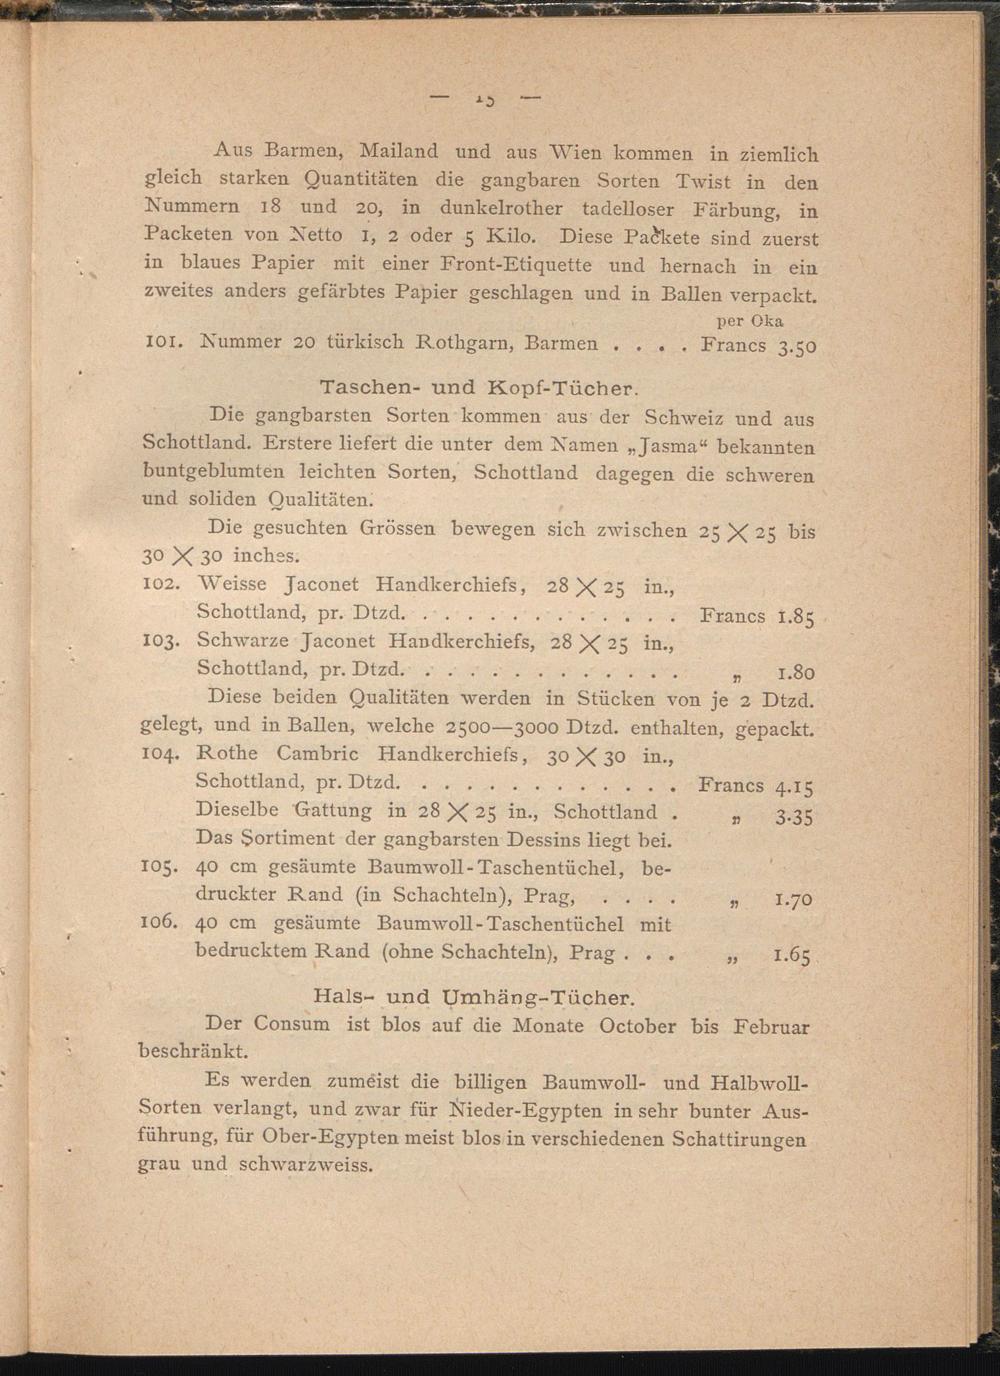 — 15 —
Aus Barmen, Mailand und aus Wien kommen in ziemlich
gleich starken Quantitäten die gangbaren Sorten Twist in den
Nummern 18 und 20, in dunkelrother tadelloser Färbung, in
Packeten von Netto 1, 2 oder 5 Kilo. Diese Packete sind zuerst
in blaues Papier mit einer Front-Etiquette und hernach in ein
zweites anders gefärbtes Papier geschlagen und in Ballen verpackt.
per Oka
101. Nummer 20 türkisch Rothgarn, Barmen . . . . Francs 3.50
Taschen- und Kopf-Tücher.
Die gangbarsten Sorten kommen aus der Schweiz und aus
Schottland. Erstere liefert die unter dem Namen „Jasma“ bekannten
buntgeblumten leichten Sorten, Schottland dagegen die schweren
und soliden Qualitäten.
Die gesuchten Grössen bewegen sich zwischen 25 × 25 bis
30 × 30 inches.
102. Weisse Jaconet Handkerchiefs, 28 × 25 in.,
Schottland, pr. Dtzd. . . . . . . . . . . . . . Francs 1.85
103. Schwarze Jaconet Handkerchiefs, 28 × 25 in.,
Schottland, pr. Dtzd. . . . . . . . . . . . . . „ 1.80
Diese beiden Qualitäten werden in Stücken von je 2 Dtzd.
gelegt, und in Ballen, welche 2500—3000 Dtzd. enthalten, gepackt.
104. Rothe Cambric Handkerchiefs, 30 × 30 in.,
Schottland, pr. Dtzd. . . . . . . . . . . . . . Francs 4.15
Dieselbe Gattung in 28 × 25 in., Schottland . „ 3.35
Das Sortiment der gangbarsten Dessins liegt bei.
105. 40 cm gesäumte Baumwoll-Taschentüchel, be-
druckter Rand (in Schachteln), Prag, . . . . „ 1.70
106. 40 cm gesäumte Baumwoll-Taschentüchel mit
bedrucktem Rand (ohne Schachteln), Prag . . . „ 1.65
Hals- und Umhäng-Tücher.
Der Consum ist blos auf die Monate October bis Februar
beschränkt.
Es werden zumeist die billigen Baumwoll- und Halbwoll-
Sorten verlangt, und zwar für Nieder-Egypten in sehr bunter Aus-
führung, für Ober-Egypten meist blos in verschiedenen Schattirungen
grau und schwarzweiss.